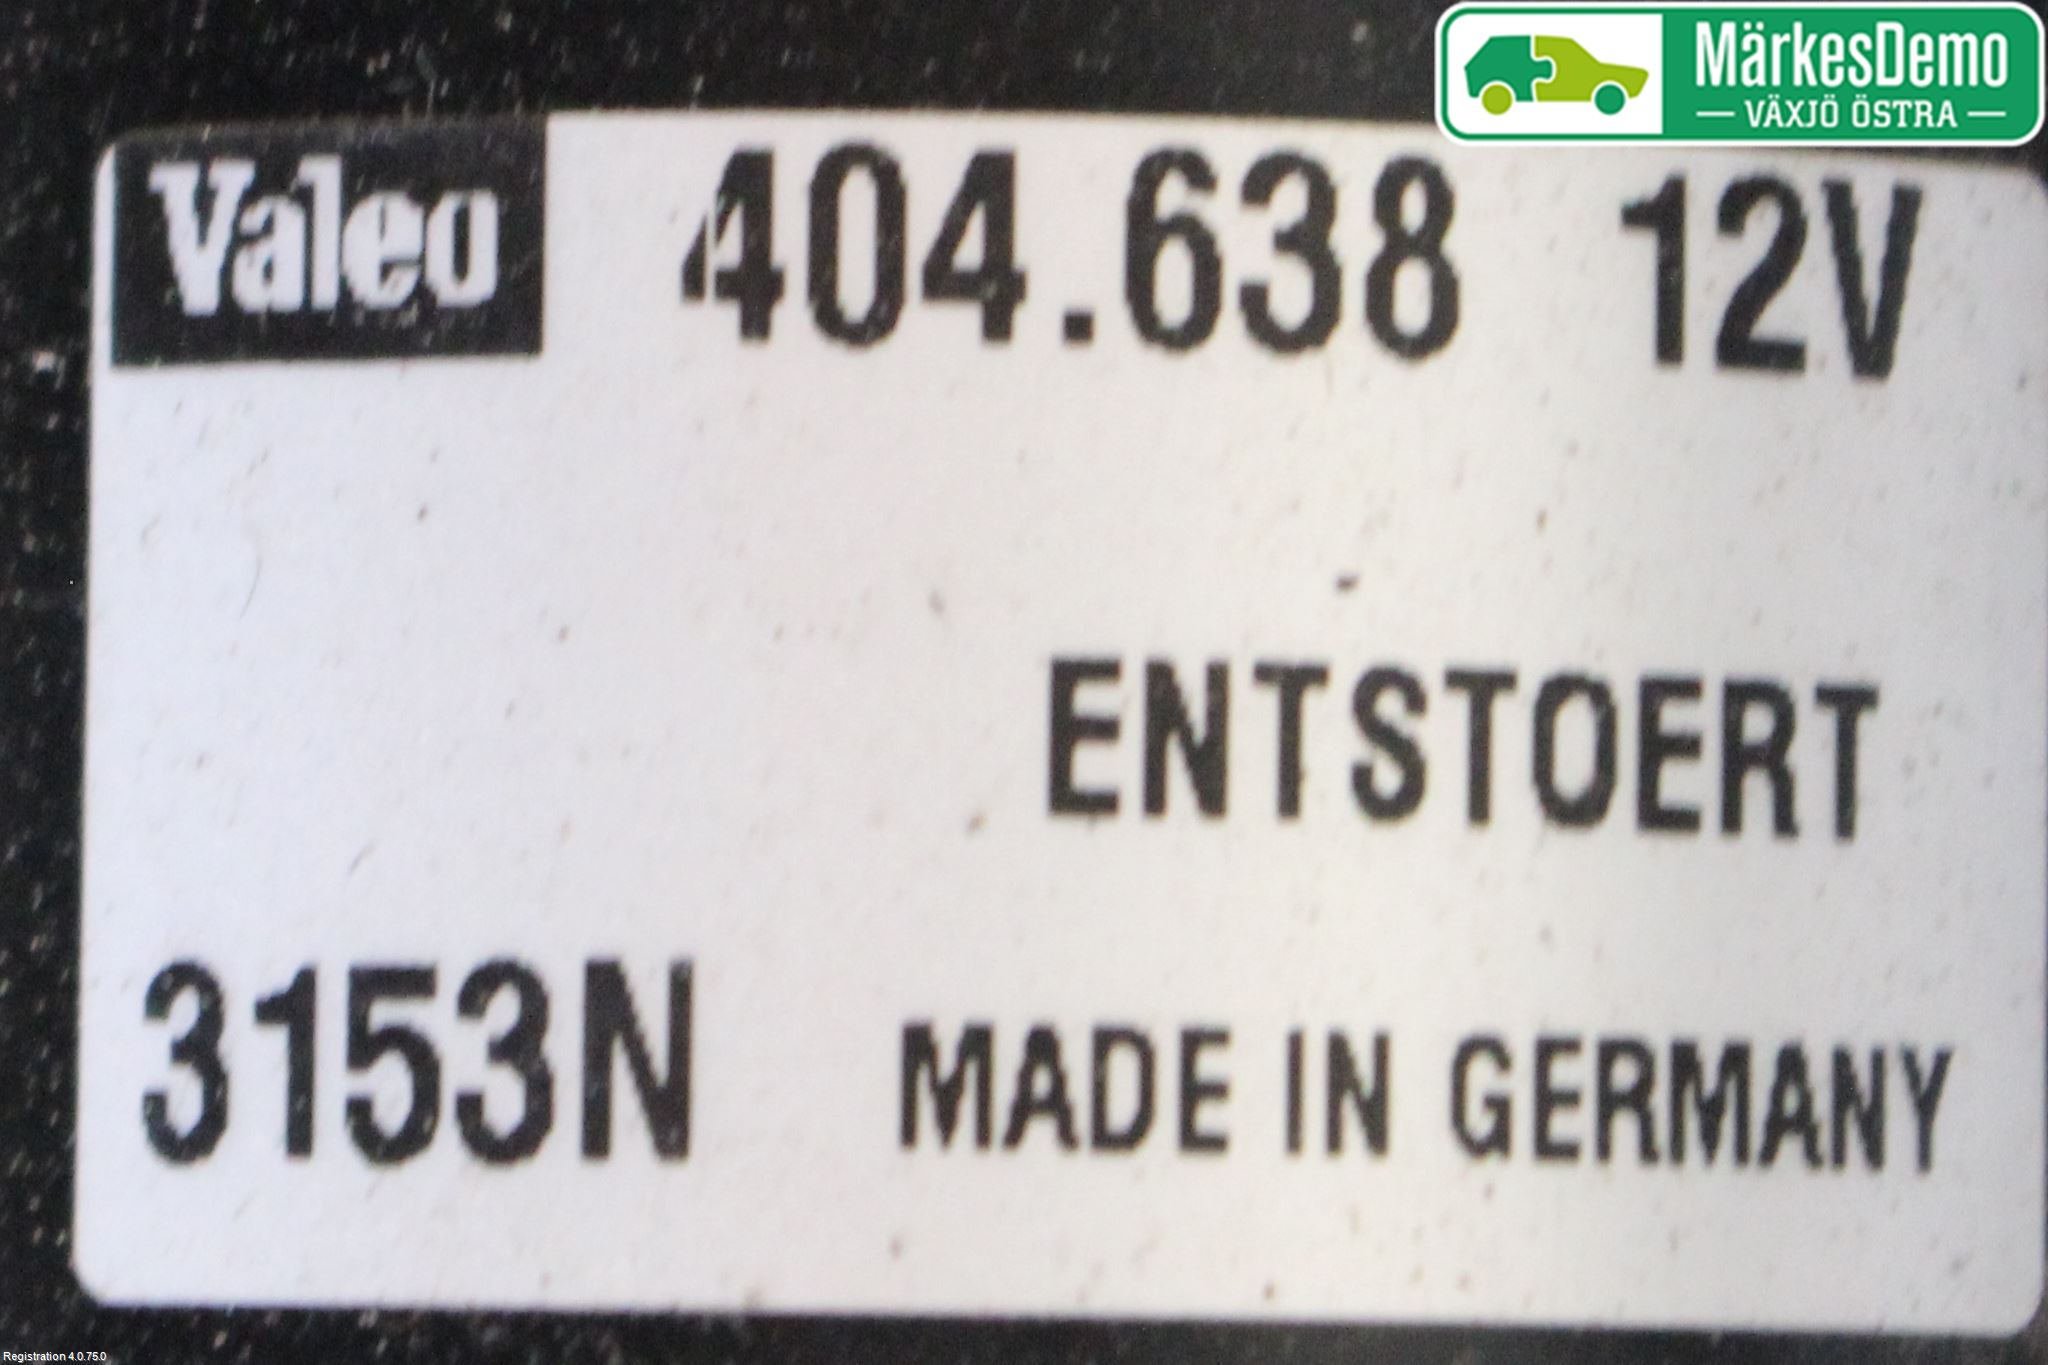 MärkesDemo
VÄXJÖ ÖSTRA
Valeo 404.638 12V
ENTSTOERT
3153N MADE IN GERMANY
Registration 4.0.75.0